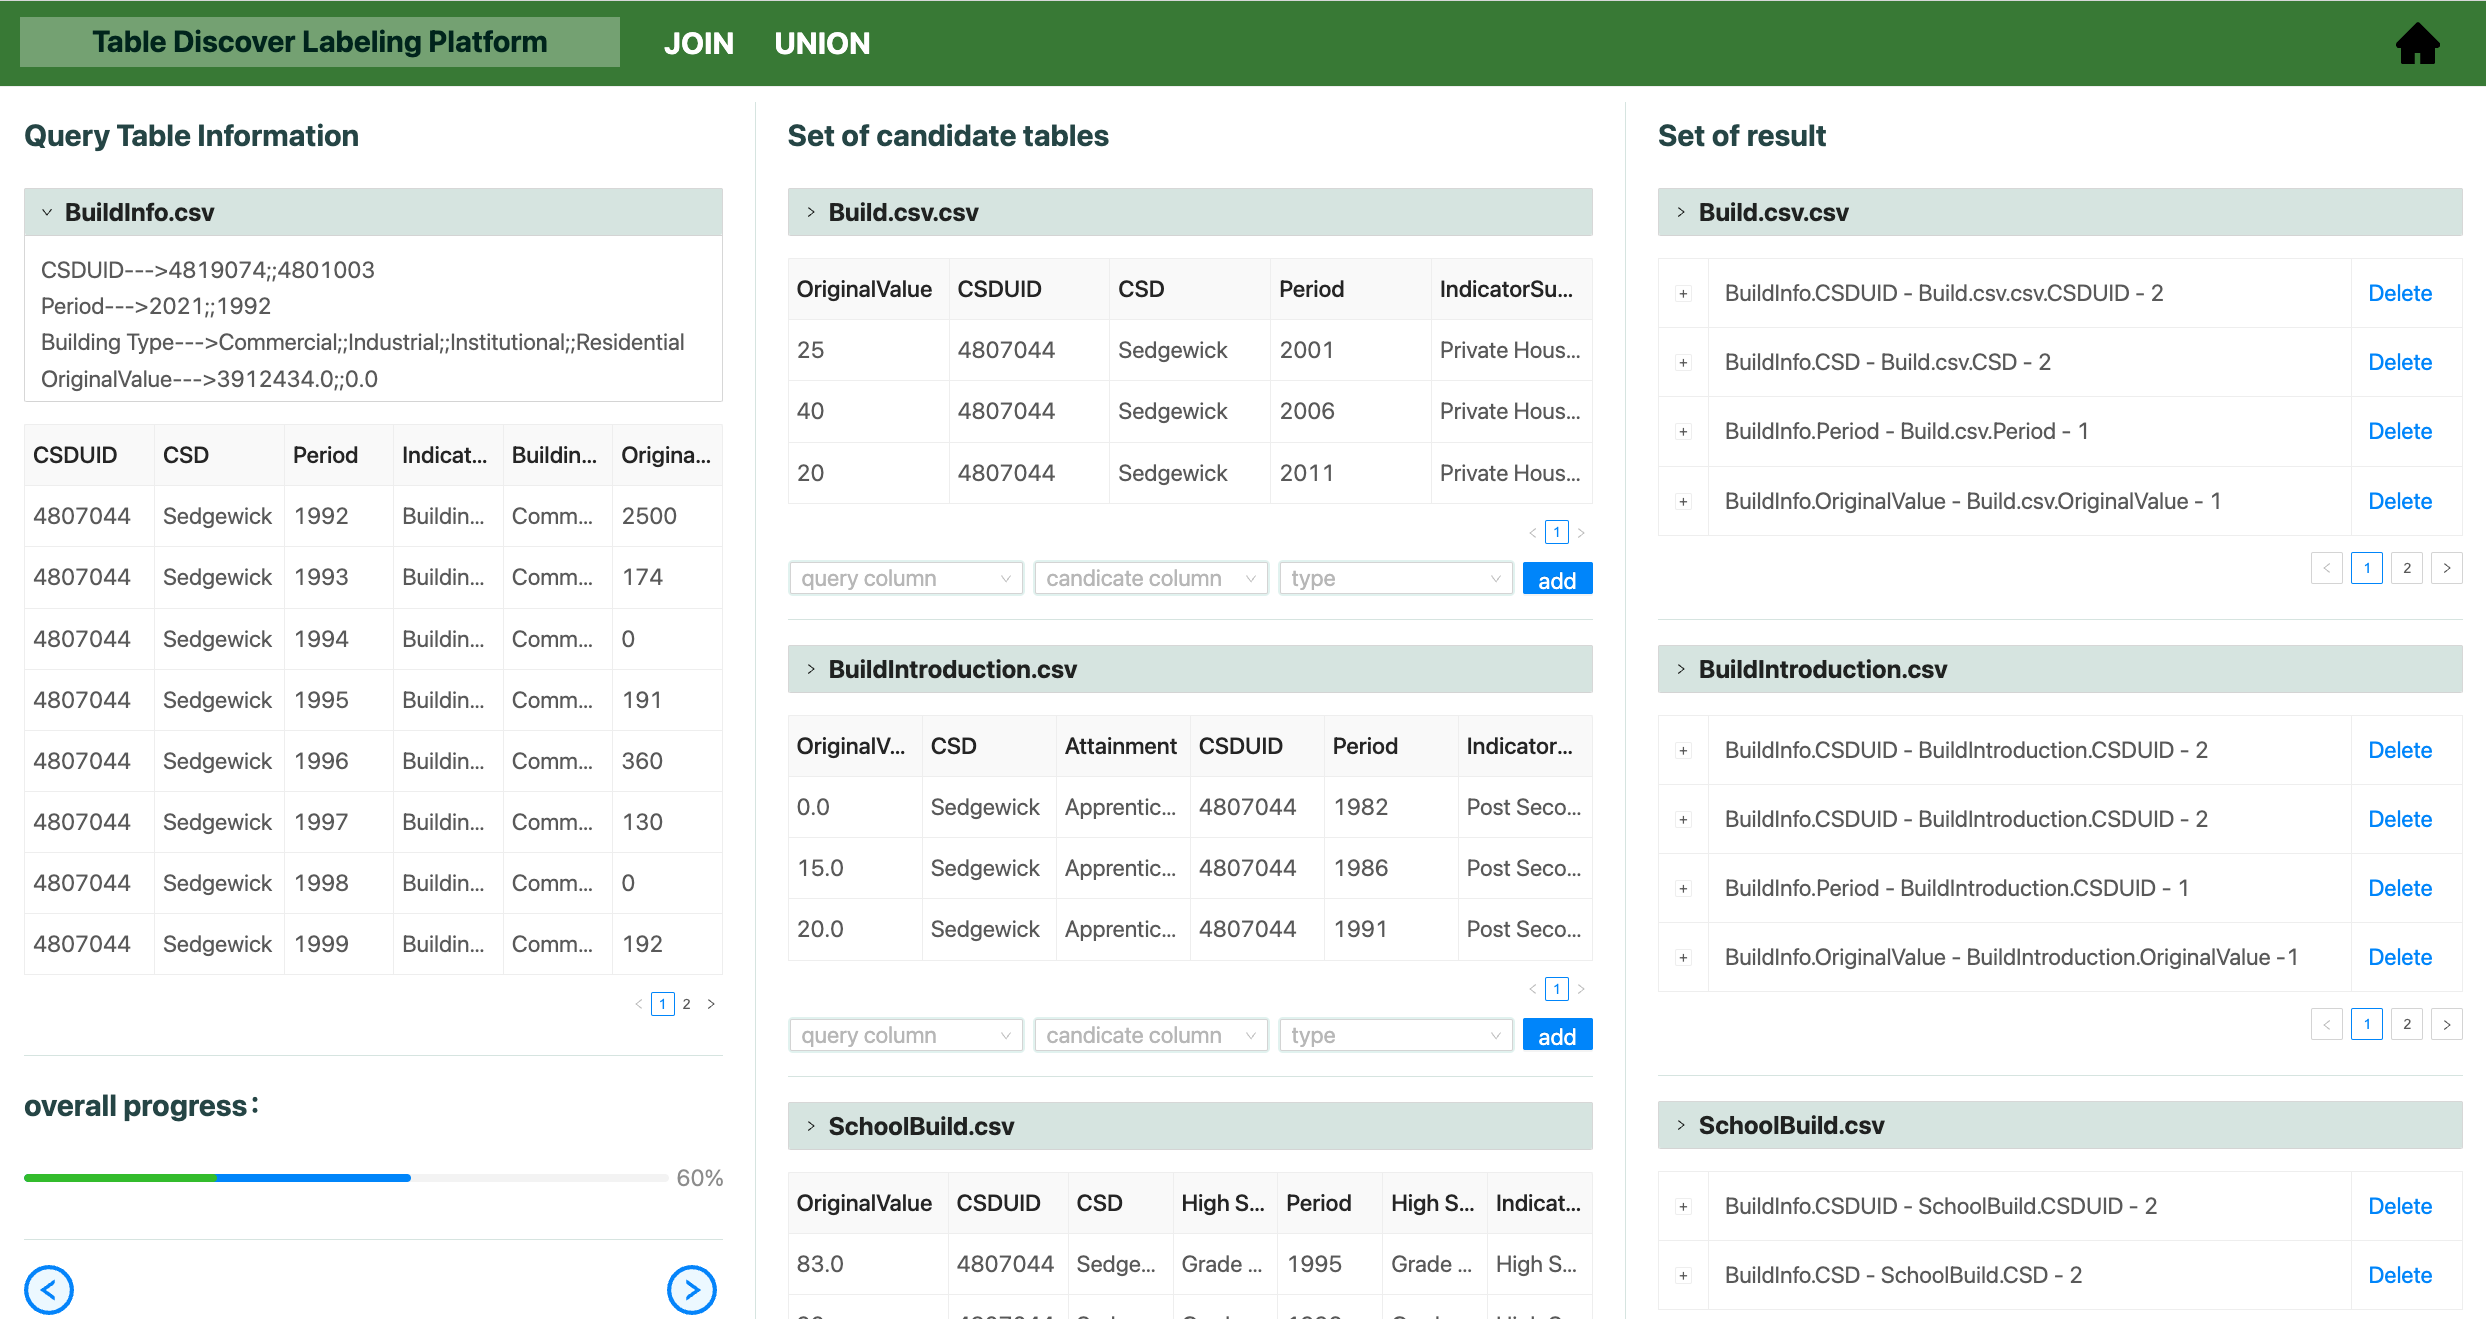 Table Discover Labeling Platform JOIN UNION
Query Table Information
BuildInfo.csv
CSDUID--->4819074;;4801003
Period--->2021;;1992
Building Type--->Commercial;;Industrial;;Institutional;;Residential
OriginalValue--->3912434.0;;0.0
CSDUID CSD Period Indicat... Buildin... Origina...
4807044 Sedgewick 1992 Buildin... Comm... 2500
4807044 Sedgewick 1993 Buildin... Comm... 174
4807044 Sedgewick 1994 Buildin... Comm... 0
4807044 Sedgewick 1995 Buildin... Comm... 191
4807044 Sedgewick 1996 Buildin... Comm... 360
4807044 Sedgewick 1997 Buildin... Comm... 130
4807044 Sedgewick 1998 Buildin... Comm... 0
4807044 Sedgewick 1999 Buildin... Comm... 192
< 1 2 >
overall progress:
60%
Set of candidate tables
Build.csv.csv
OriginalValue CSDUID CSD Period IndicatorSu...
25 4807044 Sedgewick 2001 Private Hous...
40 4807044 Sedgewick 2006 Private Hous...
20 4807044 Sedgewick 2011 Private Hous...
< 1 >
query column candicate column type add
BuildIntroduction.csv
OriginalV... CSD Attainment CSDUID Period Indicator...
0.0 Sedgewick Apprentic... 4807044 1982 Post Seco...
15.0 Sedgewick Apprentic... 4807044 1986 Post Seco...
20.0 Sedgewick Apprentic... 4807044 1991 Post Seco...
< 1 >
query column candicate column type add
SchoolBuild.csv
OriginalValue CSDUID CSD High S... Period High S... Indicat...
83.0 4807044 Sedge... Grade ... 1995 Grade ... High S...
Set of result
Build.csv.csv
BuildInfo.CSDUID - Build.csv.csv.CSDUID - 2 Delete
BuildInfo.CSD - Build.csv.CSD - 2 Delete
BuildInfo.Period - Build.csv.Period - 1 Delete
BuildInfo.OriginalValue - Build.csv.OriginalValue - 1 Delete
< 1 2 >
BuildIntroduction.csv
BuildInfo.CSDUID - BuildIntroduction.CSDUID - 2 Delete
BuildInfo.CSDUID - BuildIntroduction.CSDUID - 2 Delete
BuildInfo.Period - BuildIntroduction.CSDUID - 1 Delete
BuildInfo.OriginalValue - BuildIntroduction.OriginalValue -1 Delete
< 1 2 >
SchoolBuild.csv
BuildInfo.CSDUID - SchoolBuild.CSDUID - 2 Delete
BuildInfo.CSD - SchoolBuild.CSD - 2 Delete